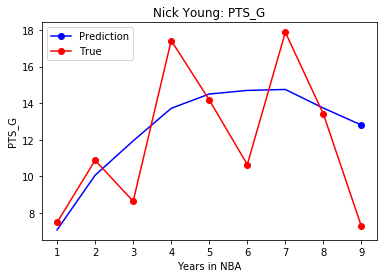 Nick Young: PTS_G
Prediction
True
PTS_G
18
16
14
12
10
8
1 2 3 4 5 6 7 8 9
Years in NBA